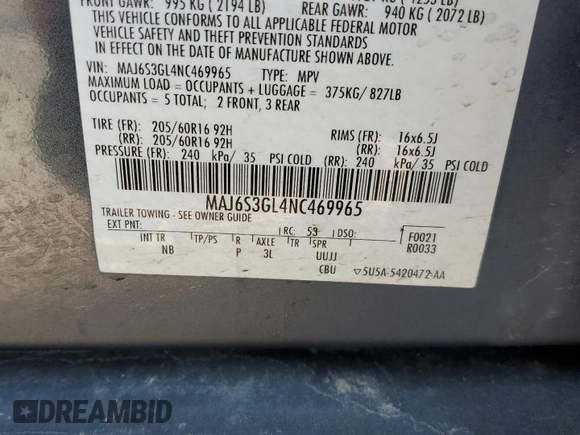 FRONT GAWR: 995 KG ( 2194 LB) REAR GAWR: 940 KG ( 2072 LB)
THIS VEHICLE CONFORMS TO ALL APPLICABLE FEDERAL MOTOR
VEHICLE SAFETY AND THEFT PREVENTION STANDARDS
IN EFFECT ON THE DATE OF MANUFACTURE SHOWN ABOVE.
VIN: MAJ6S3GL4NC469965 TYPE: MPV
MAXIMUM LOAD = OCCUPANTS + LUGGAGE = 375KG/ 827LB
OCCUPANTS = 5 TOTAL; 2 FRONT, 3 REAR
TIRE (FR): 205/60R16 92H RIMS (FR): 16x6.5J
(RR): 205/60R16 92H (RR): 16x6.5J
PRESSURE (FR): 240 kPa/ 35 PSI COLD (RR): 240 kPa/ 35 PSI COLD
MAJ6S3GL4NC469965
TRAILER TOWING - SEE OWNER GUIDE
EXT PNT: RC: 53 DSO: F0021
INT TR TP/PS R AXLE TR SPR R0033
NB P 3L UUJJ
CBU ▽5U5A-5420472-AA
DREAMBID